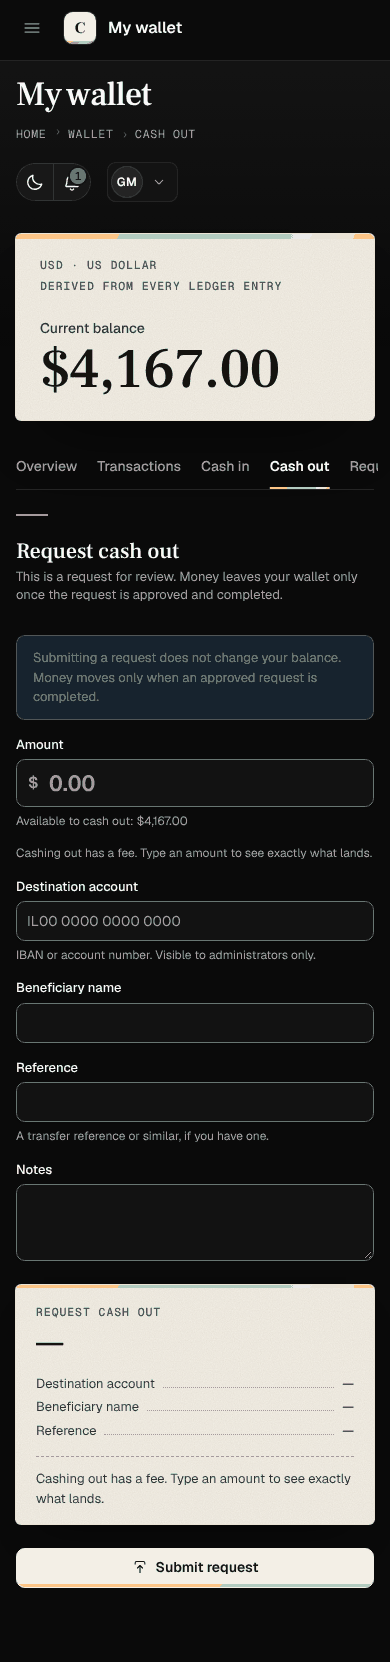 C My wallet
My wallet
HOME › WALLET › CASH OUT
1
GM
USD · US DOLLAR
DERIVED FROM EVERY LEDGER ENTRY
Current balance
$4,167.00
Overview Transactions Cash in Cash out Requ
Request cash out
This is a request for review. Money leaves your wallet only
once the request is approved and completed.
Submitting a request does not change your balance.
Money moves only when an approved request is
completed.
Amount
$ 0.00
Available to cash out: $4,167.00
Cashing out has a fee. Type an amount to see exactly what lands.
Destination account
IL00 0000 0000 0000
IBAN or account number. Visible to administrators only.
Beneficiary name
Reference
A transfer reference or similar, if you have one.
Notes
REQUEST CASH OUT
—
Destination account —
Beneficiary name —
Reference —
Cashing out has a fee. Type an amount to see exactly
what lands.
Submit request